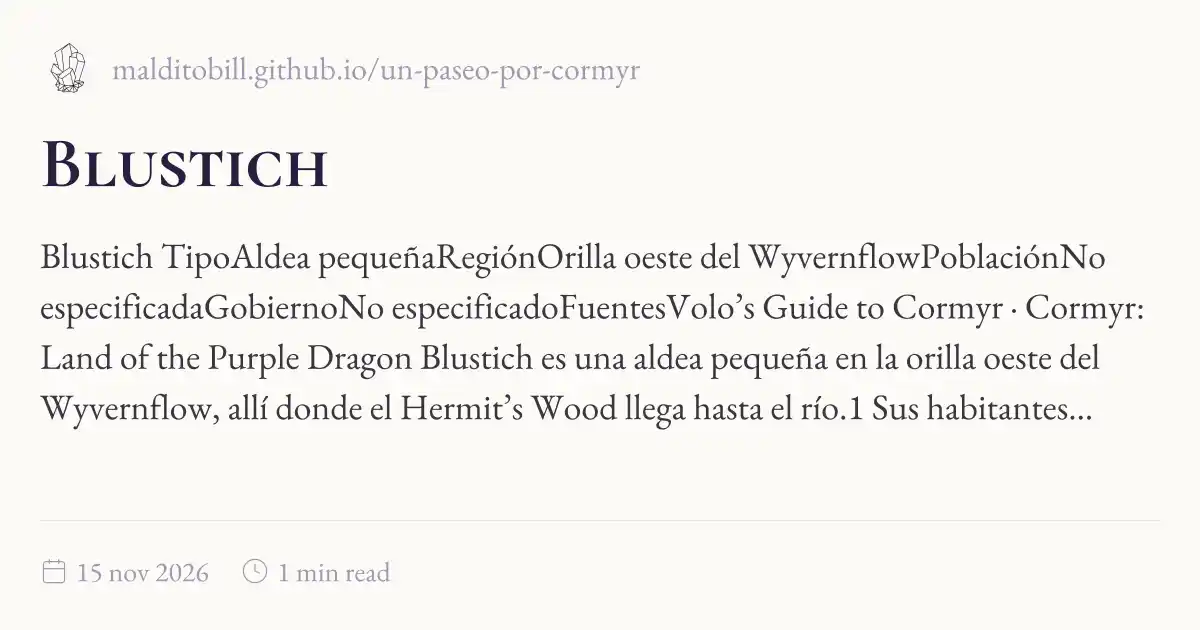 malditobill.github.io/un-paseo-por-cormyr
Blustich
Blustich TipoAldea pequeñaRegiónOrilla oeste del WyvernflowPoblaciónNo
especificadaGobiernoNo especificadoFuentesVolo’s Guide to Cormyr · Cormyr:
Land of the Purple Dragon Blustich es una aldea pequeña en la orilla oeste del
Wyvernflow, allí donde el Hermit’s Wood llega hasta el río.1 Sus habitantes...
15 nov 2026
1 min read